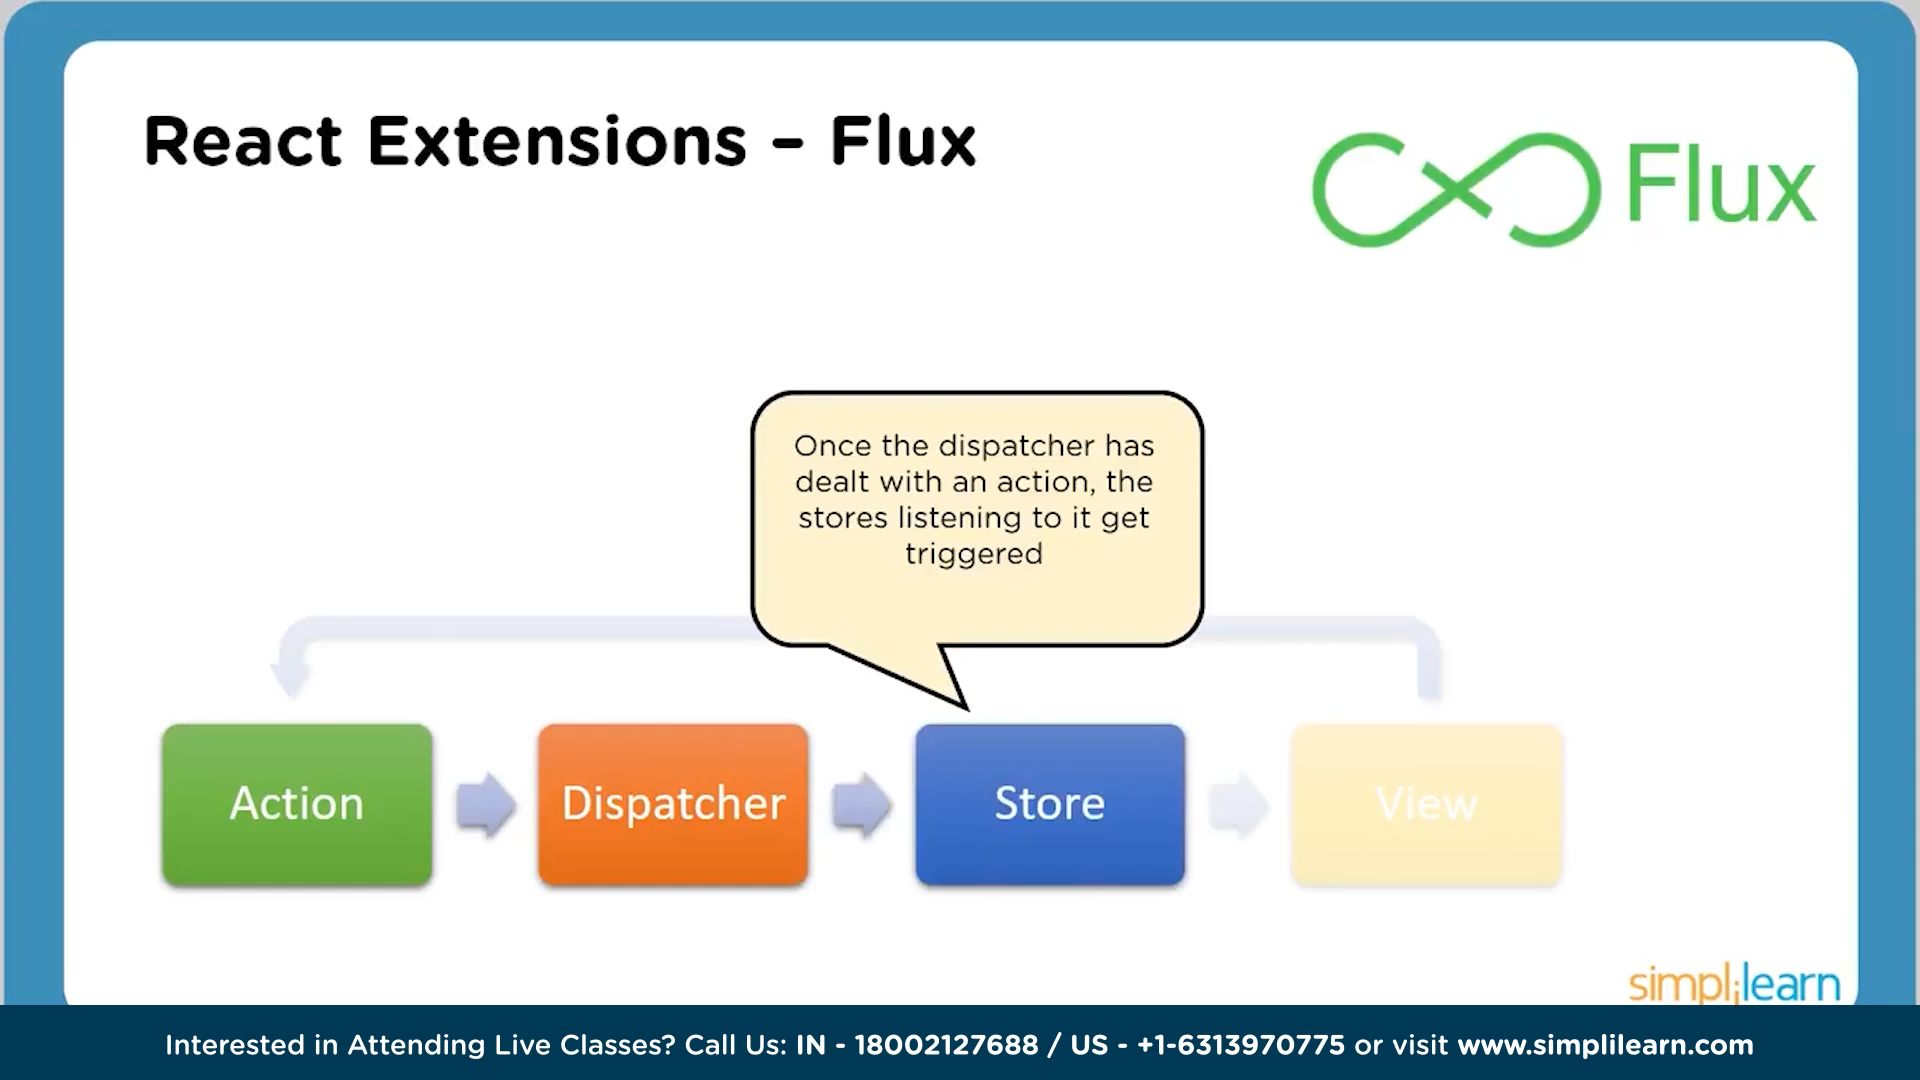 React Extensions – Flux
Flux
Once the dispatcher has
dealt with an action, the
stores listening to it get
triggered
Action
Dispatcher
Store
View
simplilearn
Interested in Attending Live Classes? Call Us: IN - 18002127688 / US - +1-6313970775 or visit www.simplilearn.com